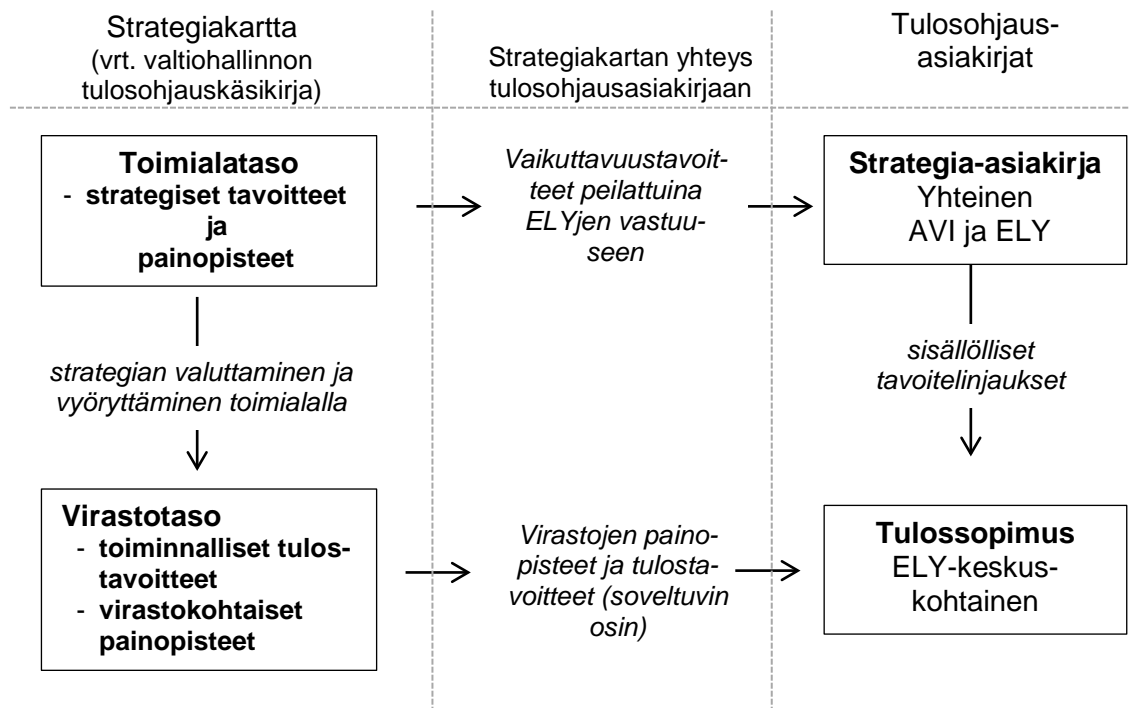 Strategiakartta
(vrt. valtiohallinnon
tulosohjauskäsikirja)
Strategiakartan yhteys
tulosohjausasiakirjaan
Tulosohjaus-
asiakirjat
Toimialataso
- strategiset tavoitteet
ja
painopisteet
Vaikuttavuustavoit-
teet peilattuina
ELYjen vastuu-
seen
Strategia-asiakirja
Yhteinen
AVI ja ELY
strategian valuttaminen ja
vyöryttäminen toimialalla
sisällölliset
tavoitelinjaukset
Virastotaso
- toiminnalliset tulos-
tavoitteet
- virastokohtaiset
painopisteet
Virastojen paino-
pisteet ja tulosta-
voitteet (soveltuvin
osin)
Tulossopimus
ELY-keskus-
kohtainen